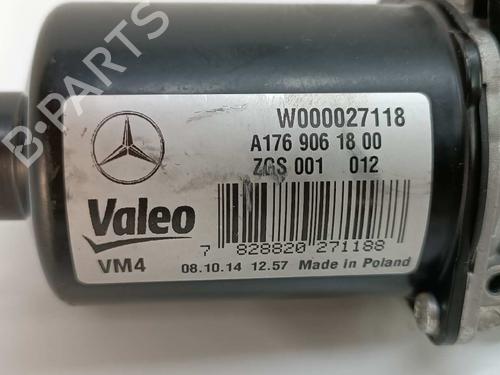 B-PARTS
W000027118
A176 906 18 00
ZGS 001 012
Valeo
7 828820 271188
VM4 08.10.14 12.57 Made in Poland